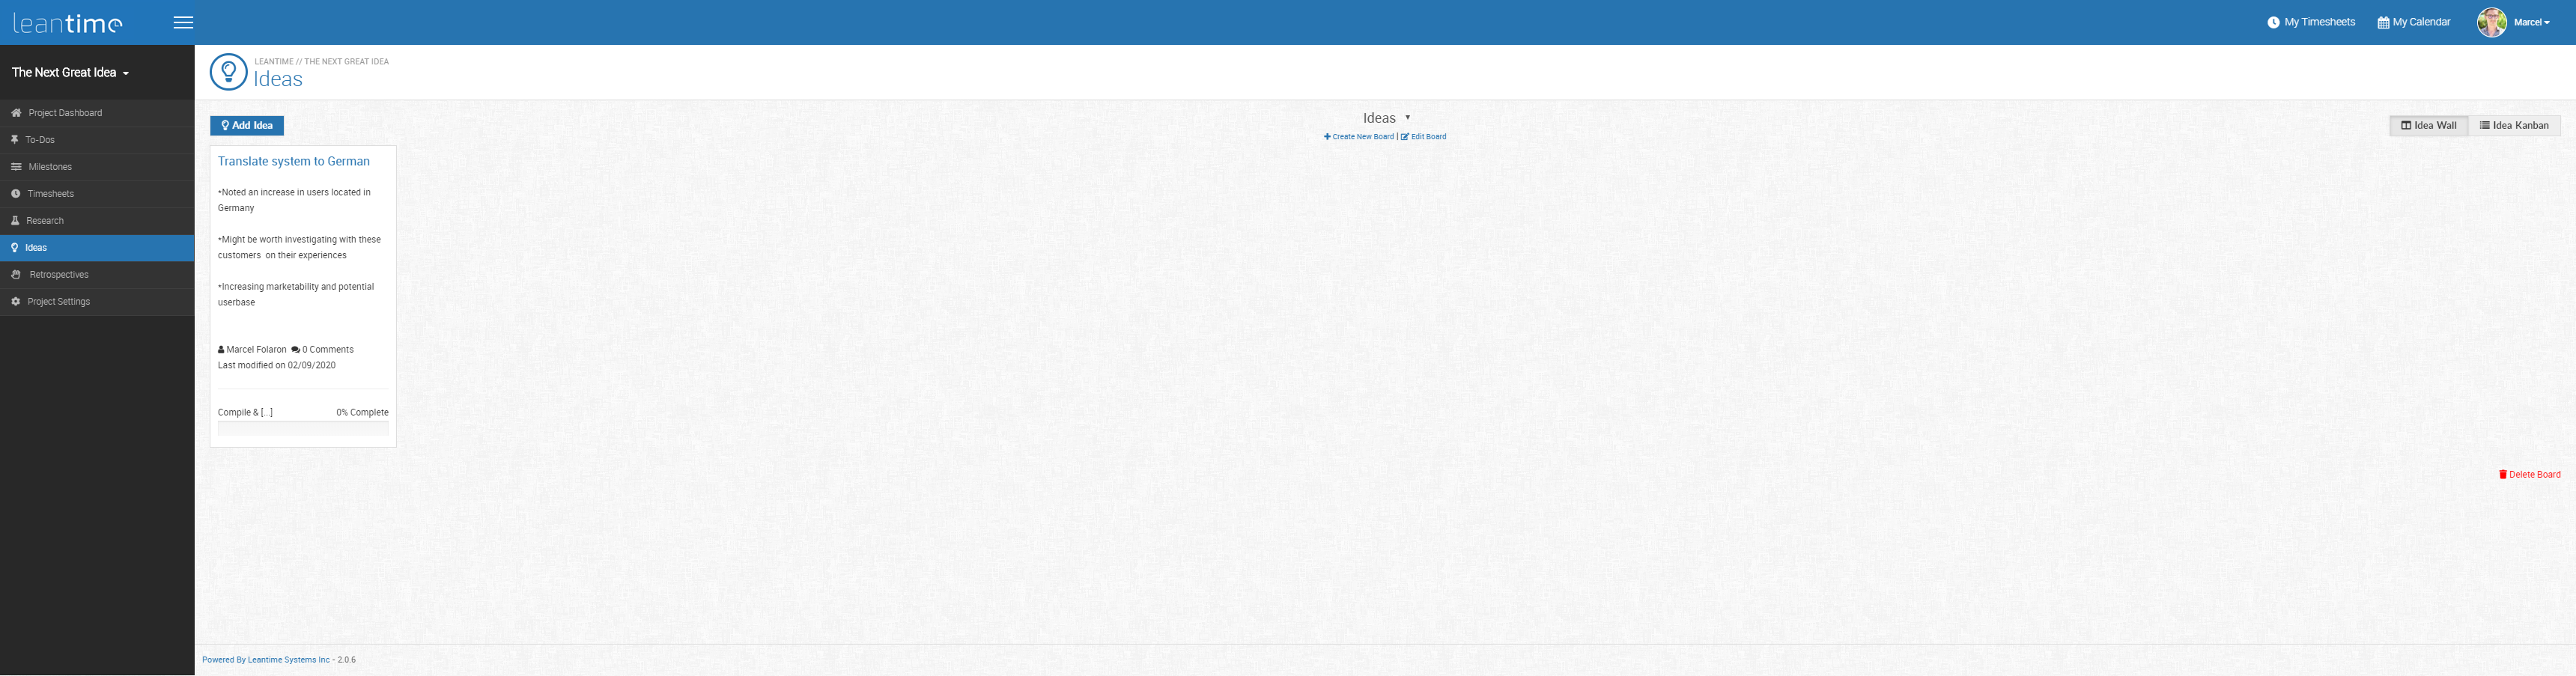 leantime
My Timesheets
My Calendar
Marcel
The Next Great Idea
Project Dashboard
To-Dos
Milestones
Timesheets
Research
Ideas
Retrospectives
Project Settings
LEANTIME // THE NEXT GREAT IDEA
Ideas
Add Idea
Ideas
Create New Board | Edit Board
Idea Wall
Idea Kanban
Translate system to German
*Noted an increase in users located in
Germany
*Might be worth investigating with these
customers  on their experiences
*Increasing marketability and potential
userbase
Marcel Folaron 0 Comments
Last modified on 02/09/2020
Compile & [...] 0% Complete
Delete Board
Powered By Leantime Systems Inc - 2.0.6